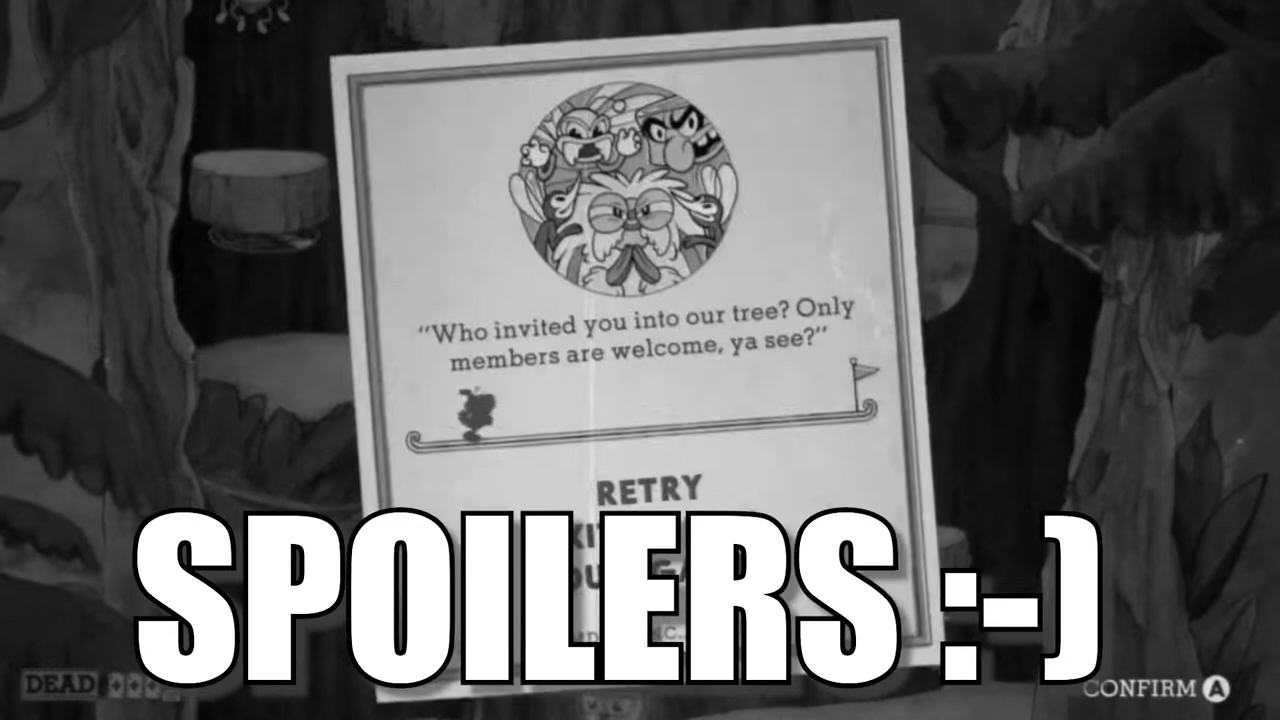 "Who invited you into our tree? Only
members are welcome, ya see?"
RETRY
SPOILERS :-)
DEAD
CONFIRM A